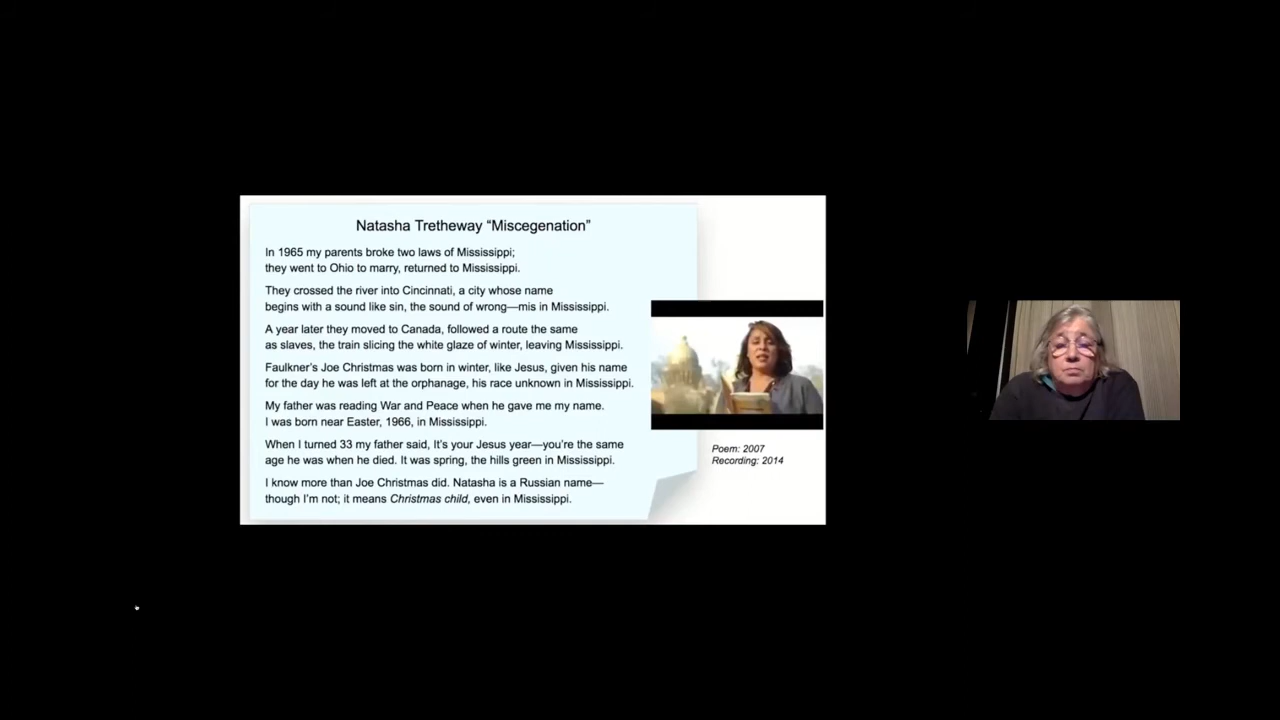 Natasha Tretheway “Miscegenation”
In 1965 my parents broke two laws of Mississippi;
they went to Ohio to marry, returned to Mississippi.
They crossed the river into Cincinnati, a city whose name
begins with a sound like sin, the sound of wrong—mis in Mississippi.
A year later they moved to Canada, followed a route the same
as slaves, the train slicing the white glaze of winter, leaving Mississippi.
Faulkner’s Joe Christmas was born in winter, like Jesus, given his name
for the day he was left at the orphanage, his race unknown in Mississippi.
My father was reading War and Peace when he gave me my name.
I was born near Easter, 1966, in Mississippi.
When I turned 33 my father said, It’s your Jesus year—you’re the same
age he was when he died. It was spring, the hills green in Mississippi.
I know more than Joe Christmas did. Natasha is a Russian name—
though I’m not; it means Christmas child, even in Mississippi.
Poem: 2007
Recording: 2014